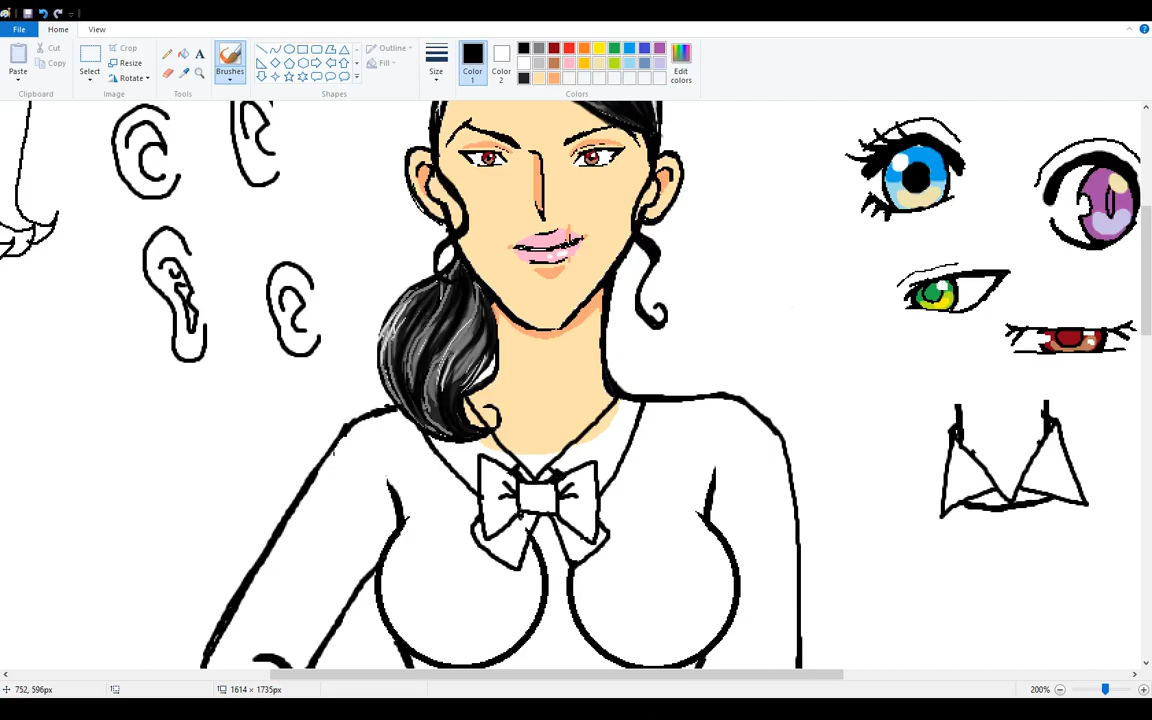 File Home View
Paste
Cut
Copy
Clipboard
Select
Crop
Resize
Rotate
Image
A
Tools
Brushes
Outline
Fill
Shapes
Size
Color 1
Color 2
Edit colors
Colors
752, 596px
1614 × 1735px
200%